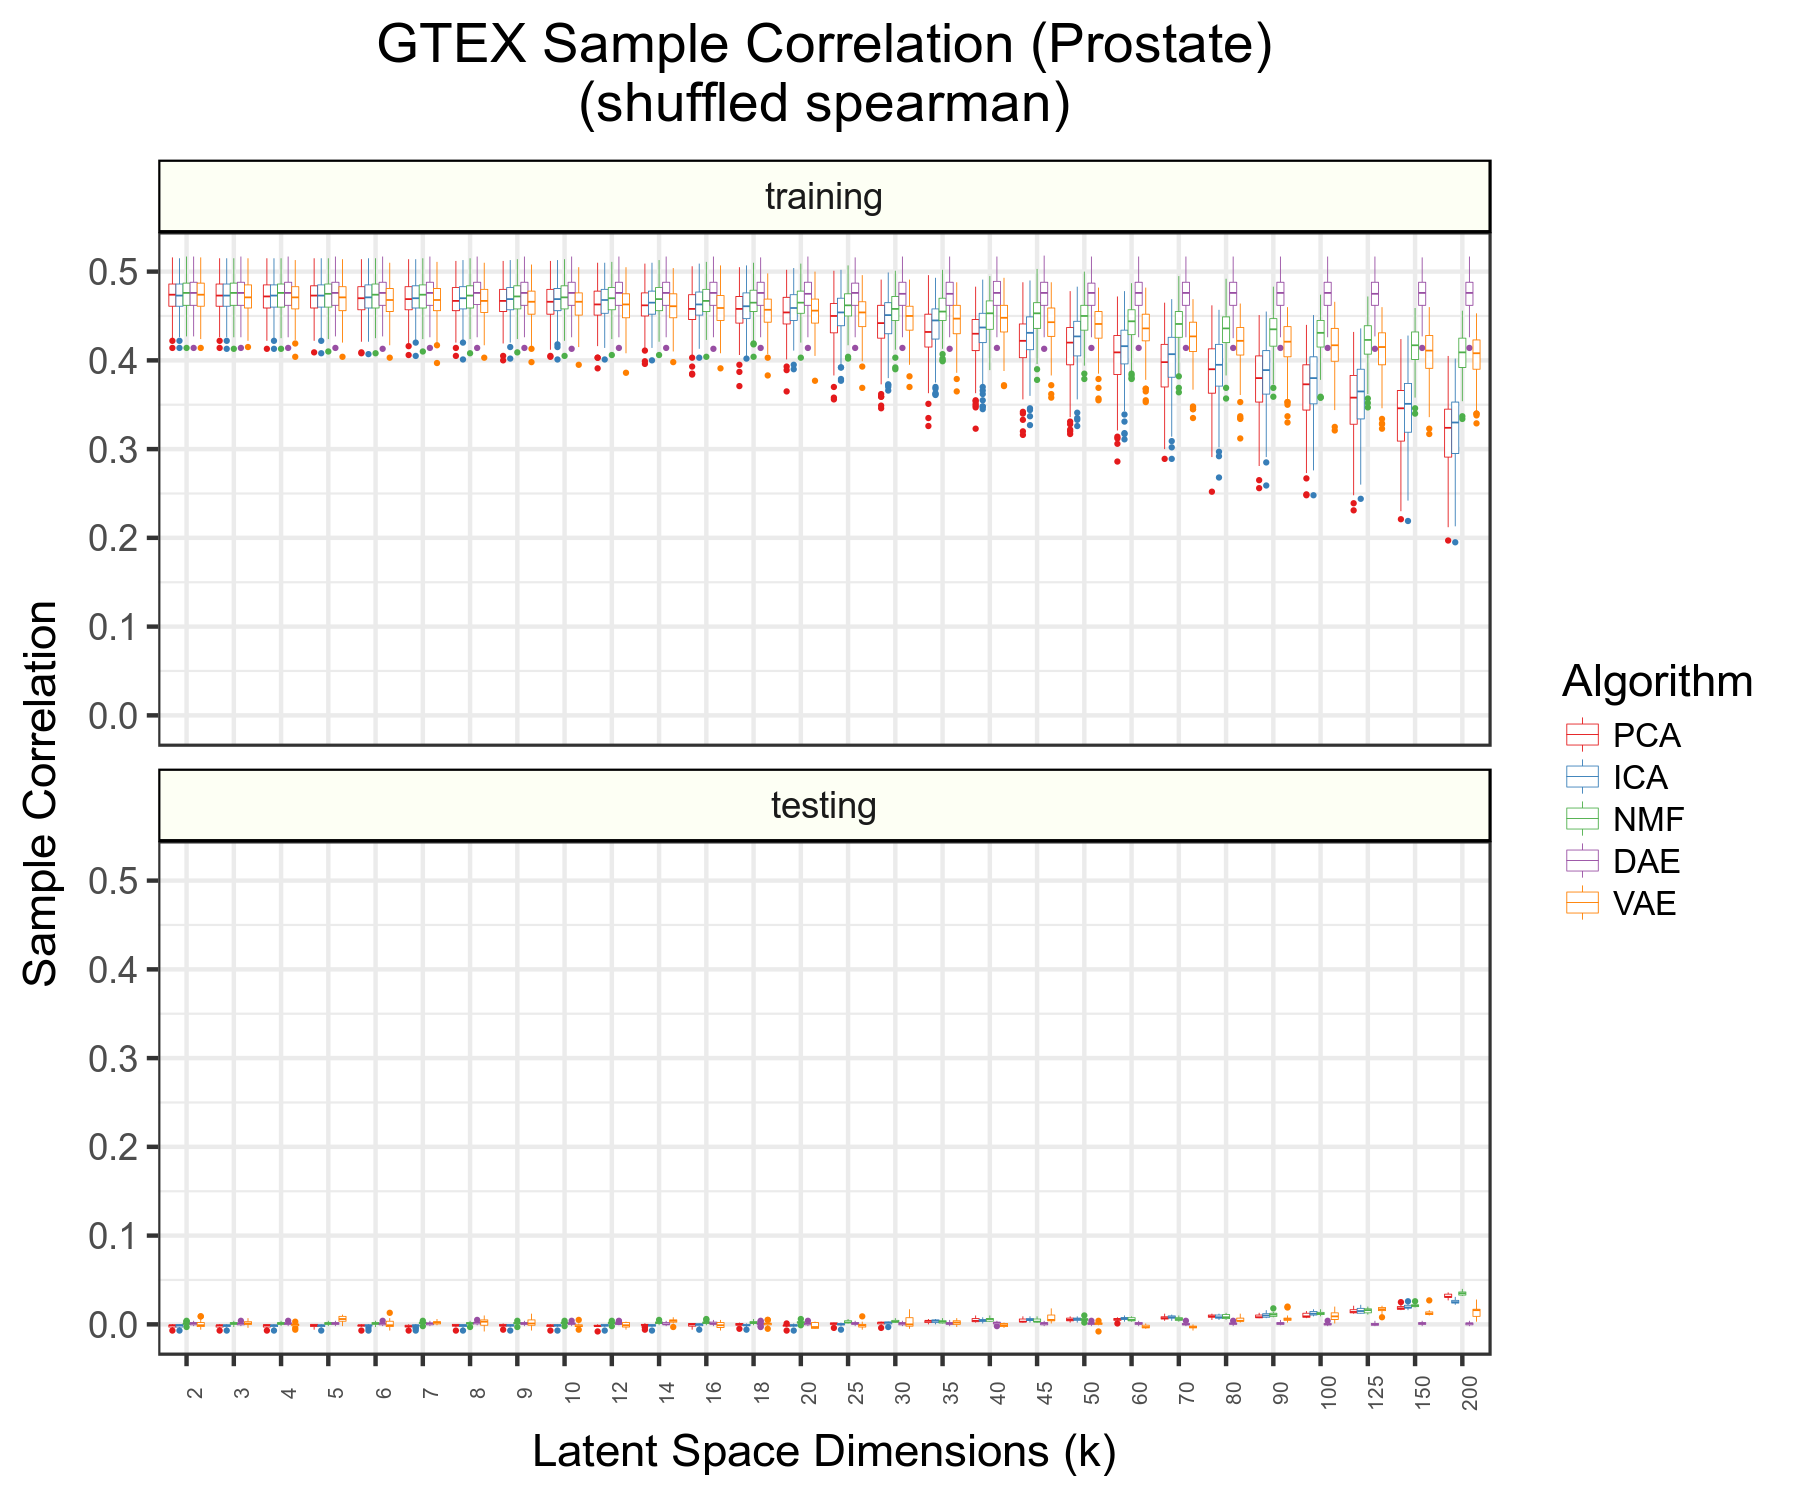 GTEX Sample Correlation (Prostate)
(shuffled spearman)
training
0.5
0.4
0.3
0.2
0.1
0.0
testing
0.5
0.4
0.3
0.2
0.1
0.0
Sample Correlation
2 3 4 5 6 7 8 9 10 12 14 16 18 20 25 30 35 40 45 50 60 70 80 90 100 125 150 200
Latent Space Dimensions (k)
Algorithm
PCA
ICA
NMF
DAE
VAE